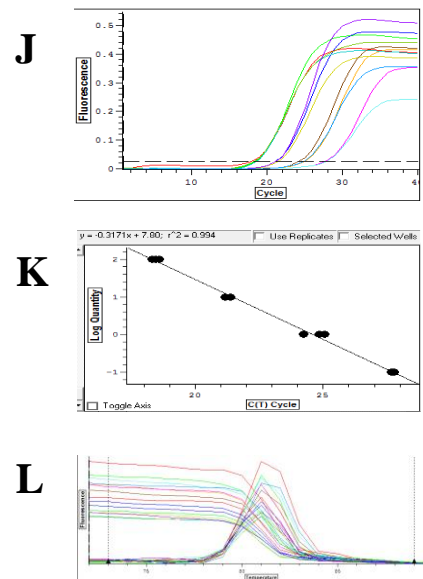 J
0.5
0.4
0.3
0.2
0.1
0
Fluorescence
10 20 30 40
Cycle
K
y = -0.3171x + 7.80; r^2 = 0.994 Use Replicates Selected Wells
2
1
0
-1
Log Quantity
20 25
Toggle Axis C(T) Cycle
L
Fluorescence
75 80 85
Temperature